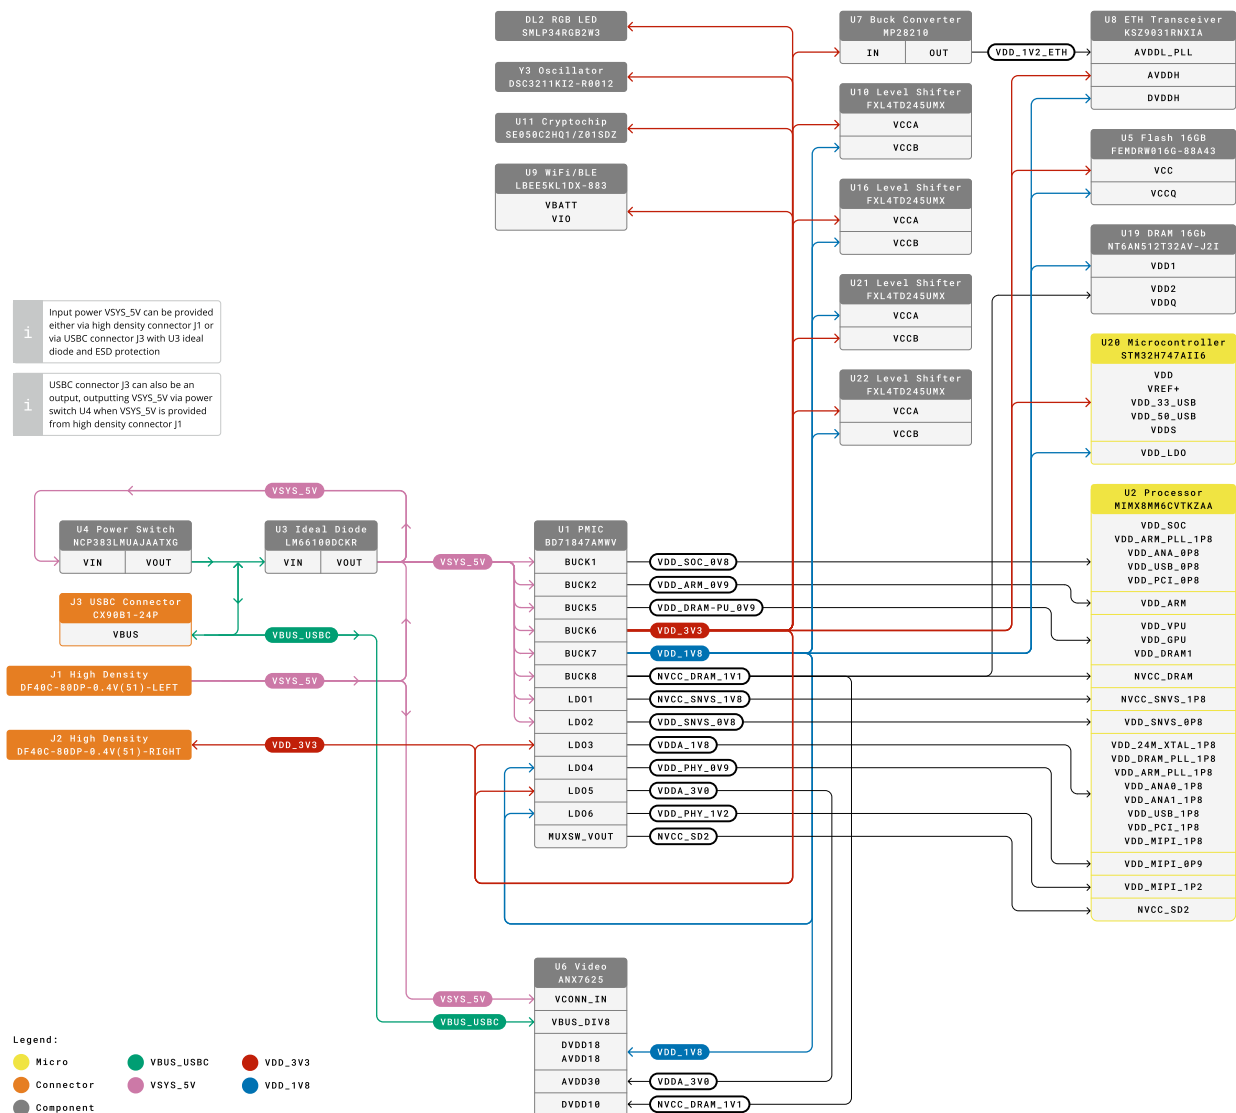 DL2 RGB LED
SMLP34RGB2W3
Y3 Oscillator
DSC3211KI2-R0012
U11 Cryptochip
SE050C2HQ1/Z01SDZ
U9 WiFi/BLE
LBEE5KL1DX-883
VBATT
VIO
U7 Buck Converter
MP28210
IN OUT
VDD_1V2_ETH
U10 Level Shifter
FXL4TD245UMX
VCCA
VCCB
U16 Level Shifter
FXL4TD245UMX
VCCA
VCCB
U21 Level Shifter
FXL4TD245UMX
VCCA
VCCB
U22 Level Shifter
FXL4TD245UMX
VCCA
VCCB
U8 ETH Transceiver
KSZ9031RNXIA
AVDDL_PLL
AVDDH
DVDDH
U5 Flash 16GB
FEMDRW016G-88A43
VCC
VCCQ
U19 DRAM 16Gb
NT6AN512T32AV-J2I
VDD1
VDD2
VDDQ
U20 Microcontroller
STM32H747AII6
VDD
VREF+
VDD_33_USB
VDD_50_USB
VDDS
VDD_LDO
i
Input power VSYS_5V can be provided
either via high density connector J1 or
via USBC connector J3 with U3 ideal
diode and ESD protection
i
USBC connector J3 can also be an
output, outputting VSYS_5V via power
switch U4 when VSYS_5V is provided
from high density connector J1
VSYS_5V
U4 Power Switch
NCP383LMUAJAATXG
VIN VOUT
U3 Ideal Diode
LM66100DCKR
VIN VOUT
VSYS_5V
J3 USBC Connector
CX90B1-24P
VBUS
VBUS_USBC
J1 High Density
DF40C-80DP-0.4V(51)-LEFT
VSYS_5V
J2 High Density
DF40C-80DP-0.4V(51)-RIGHT
VDD_3V3
U1 PMIC
BD71847AMWV
BUCK1 VDD_SOC_0V8
BUCK2 VDD_ARM_0V9
BUCK5 VDD_DRAM-PU_0V9
BUCK6 VDD_3V3
BUCK7 VDD_1V8
BUCK8 NVCC_DRAM_1V1
LDO1 NVCC_SNVS_1V8
LDO2 VDD_SNVS_0V8
LDO3 VDDA_1V8
LDO4 VDD_PHY_0V9
LDO5 VDDA_3V0
LDO6 VDD_PHY_1V2
MUXSW_VOUT NVCC_SD2
U2 Processor
MIMX8MM6CVTKZAA
VDD_SOC
VDD_ARM_PLL_1P8
VDD_ANA_0P8
VDD_USB_0P8
VDD_PCI_0P8
VDD_ARM
VDD_VPU
VDD_GPU
VDD_DRAM1
NVCC_DRAM
NVCC_SNVS_1P8
VDD_SNVS_0P8
VDD_24M_XTAL_1P8
VDD_DRAM_PLL_1P8
VDD_ARM_PLL_1P8
VDD_ANA0_1P8
VDD_ANA1_1P8
VDD_USB_1P8
VDD_PCI_1P8
VDD_MIPI_1P8
VDD_MIPI_0P9
VDD_MIPI_1P2
NVCC_SD2
U6 Video
ANX7625
VSYS_5V VCONN_IN
VBUS_USBC VBUS_DIV8
DVDD18
AVDD18
VDD_1V8
AVDD30 VDDA_3V0
DVDD10 NVCC_DRAM_1V1
Legend:
Micro VBUS_USBC VDD_3V3
Connector VSYS_5V VDD_1V8
Component